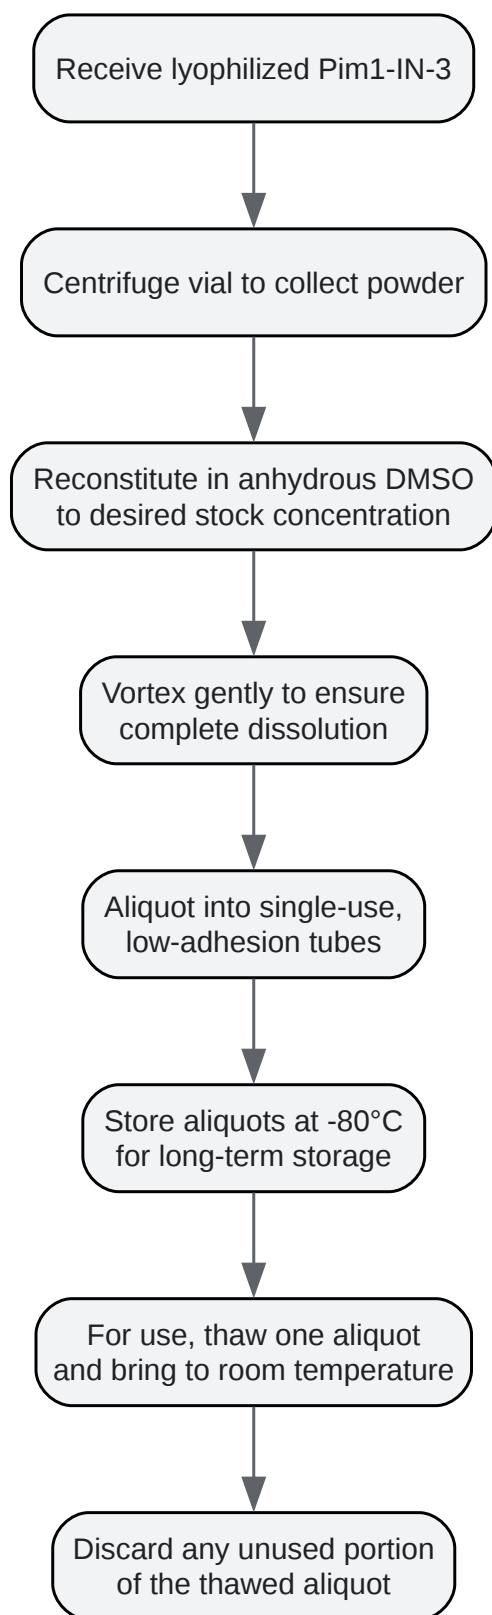 Receive lyophilized Pim1-IN-3
Centrifuge vial to collect powder
Reconstitute in anhydrous DMSO
to desired stock concentration
Vortex gently to ensure
complete dissolution
Aliquot into single-use,
low-adhesion tubes
Store aliquots at -80°C
for long-term storage
For use, thaw one aliquot
and bring to room temperature
Discard any unused portion
of the thawed aliquot